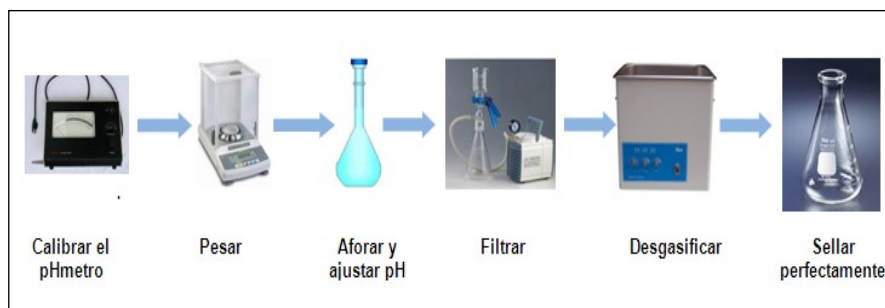 Calibrar el
pHmetro
Pesar
Aforar y
ajustar pH
Filtrar
Desgasificar
Sellar
perfectamente